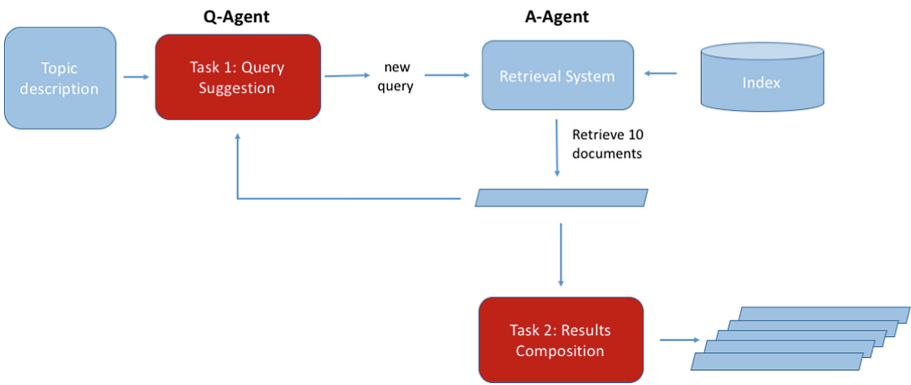 Q-Agent
A-Agent
Topic
description
Task 1: Query
Suggestion
new
query
Retrieval System
Index
Retrieve 10
documents
Task 2: Results
Composition